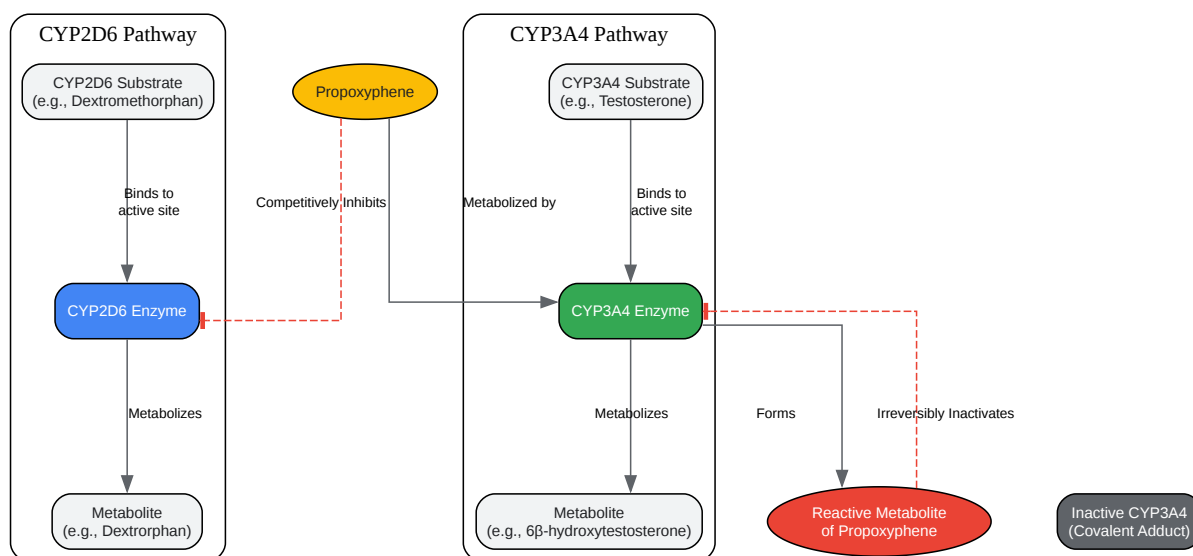 CYP2D6 Pathway
CYP3A4 Pathway
CYP2D6 Substrate
(e.g., Dextromethorphan)
Propoxyphene
CYP3A4 Substrate
(e.g., Testosterone)
Binds to
active site
Competitively Inhibits
Metabolized by
Binds to
active site
CYP2D6 Enzyme
CYP3A4 Enzyme
Metabolizes
Metabolizes
Forms
Irreversibly Inactivates
Metabolite
(e.g., Dextrorphan)
Metabolite
(e.g., 6β-hydroxytestosterone)
Reactive Metabolite
of Propoxyphene
Inactive CYP3A4
(Covalent Adduct)